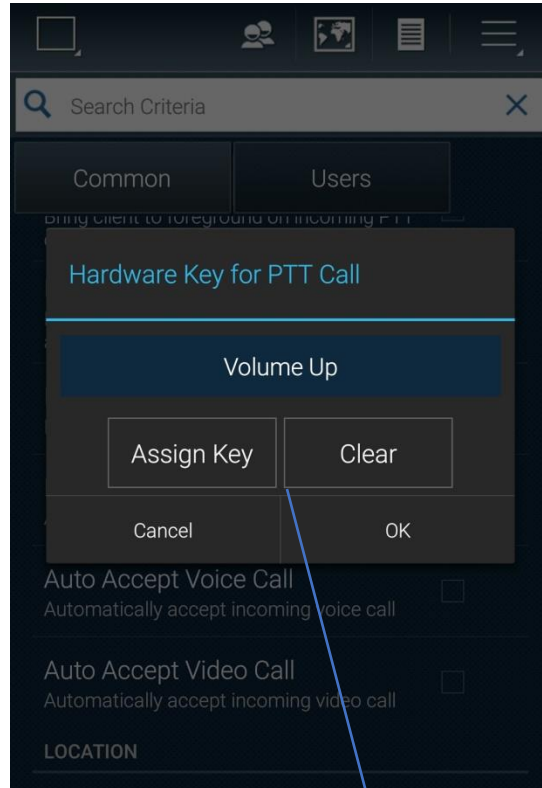 Search Criteria
Common
Users
Bring client to foreground on incoming PTT
Hardware Key for PTT Call
Volume Up
Assign Key
Clear
Cancel
OK
Auto Accept Voice Call
Automatically accept incoming voice call
Auto Accept Video Call
Automatically accept incoming video call
LOCATION